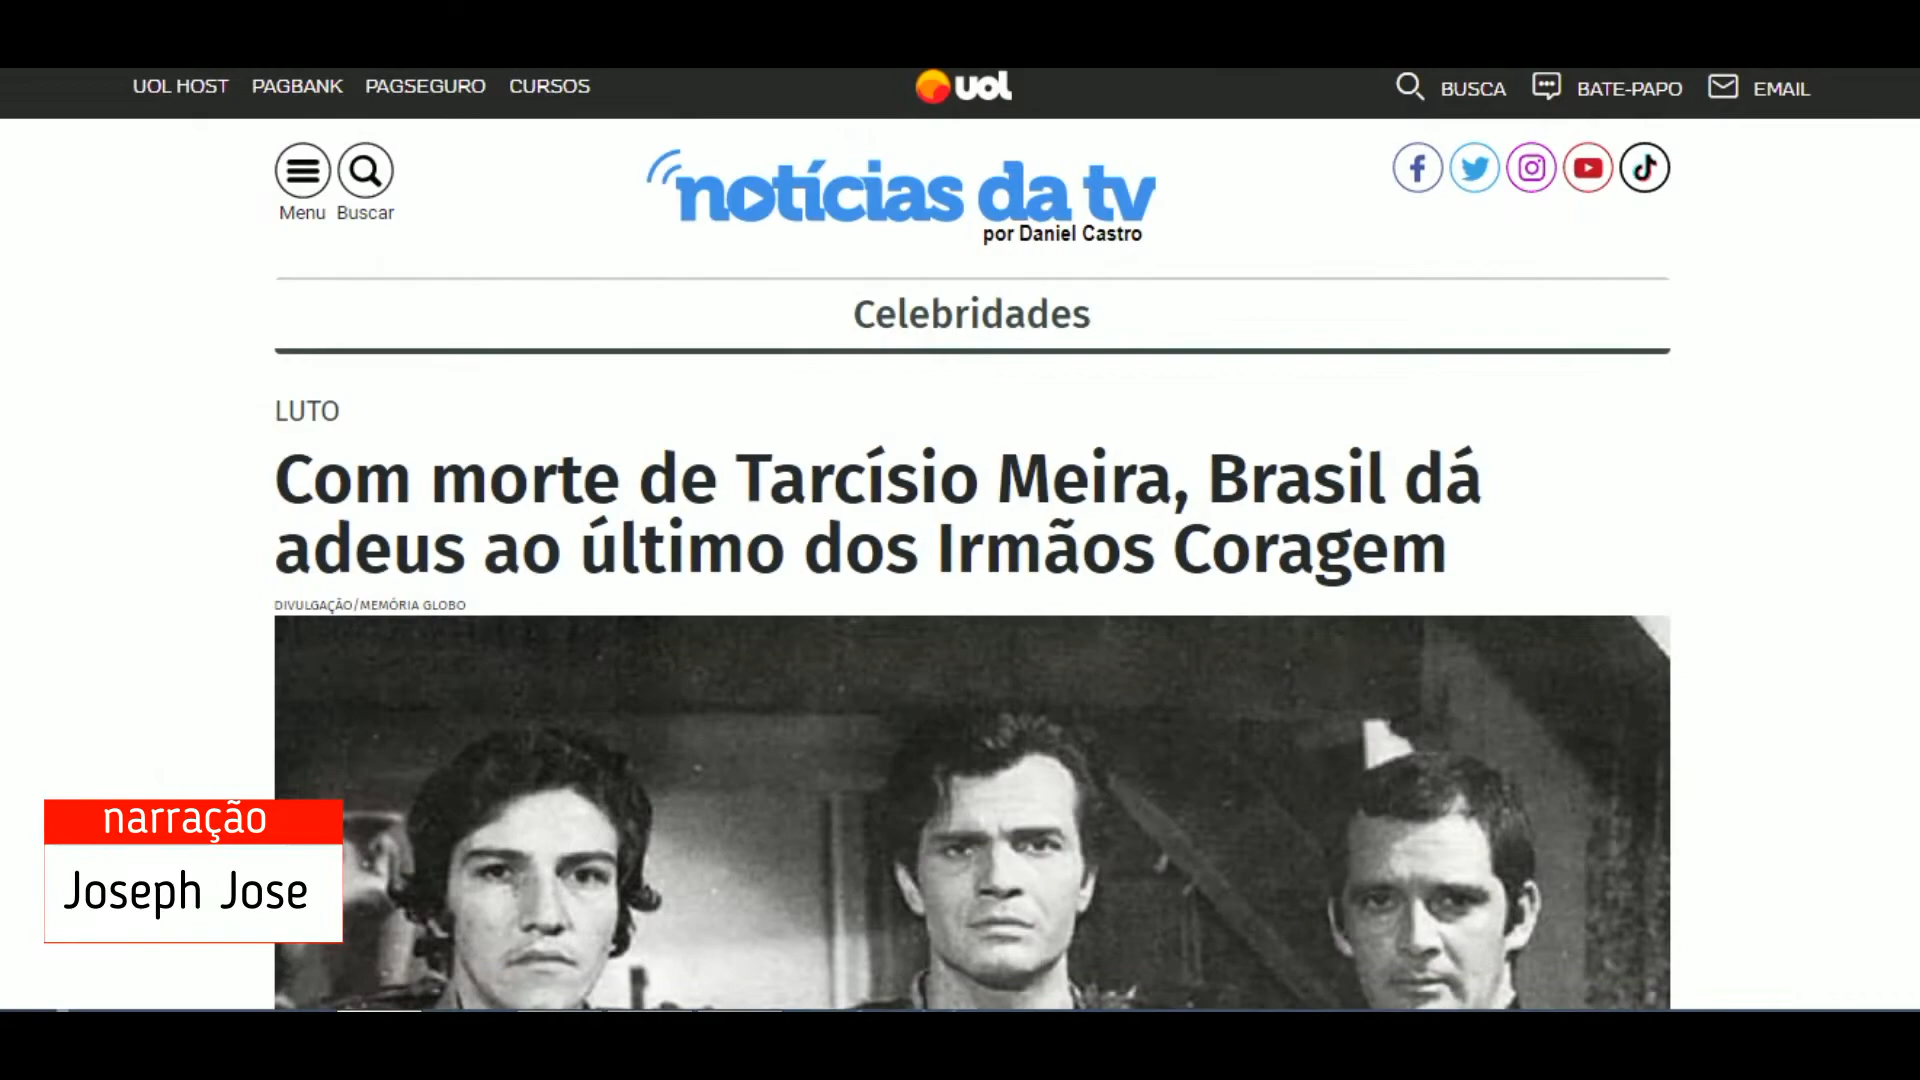 UOL HOST PAGBANK PAGSEGURO CURSOS
uol
BUSCA BATE-PAPO EMAIL
Menu Buscar
notícias da tv
por Daniel Castro
Celebridades
LUTO
Com morte de Tarcísio Meira, Brasil dá
adeus ao último dos Irmãos Coragem
DIVULGAÇÃO/MEMÓRIA GLOBO
narração
Joseph Jose